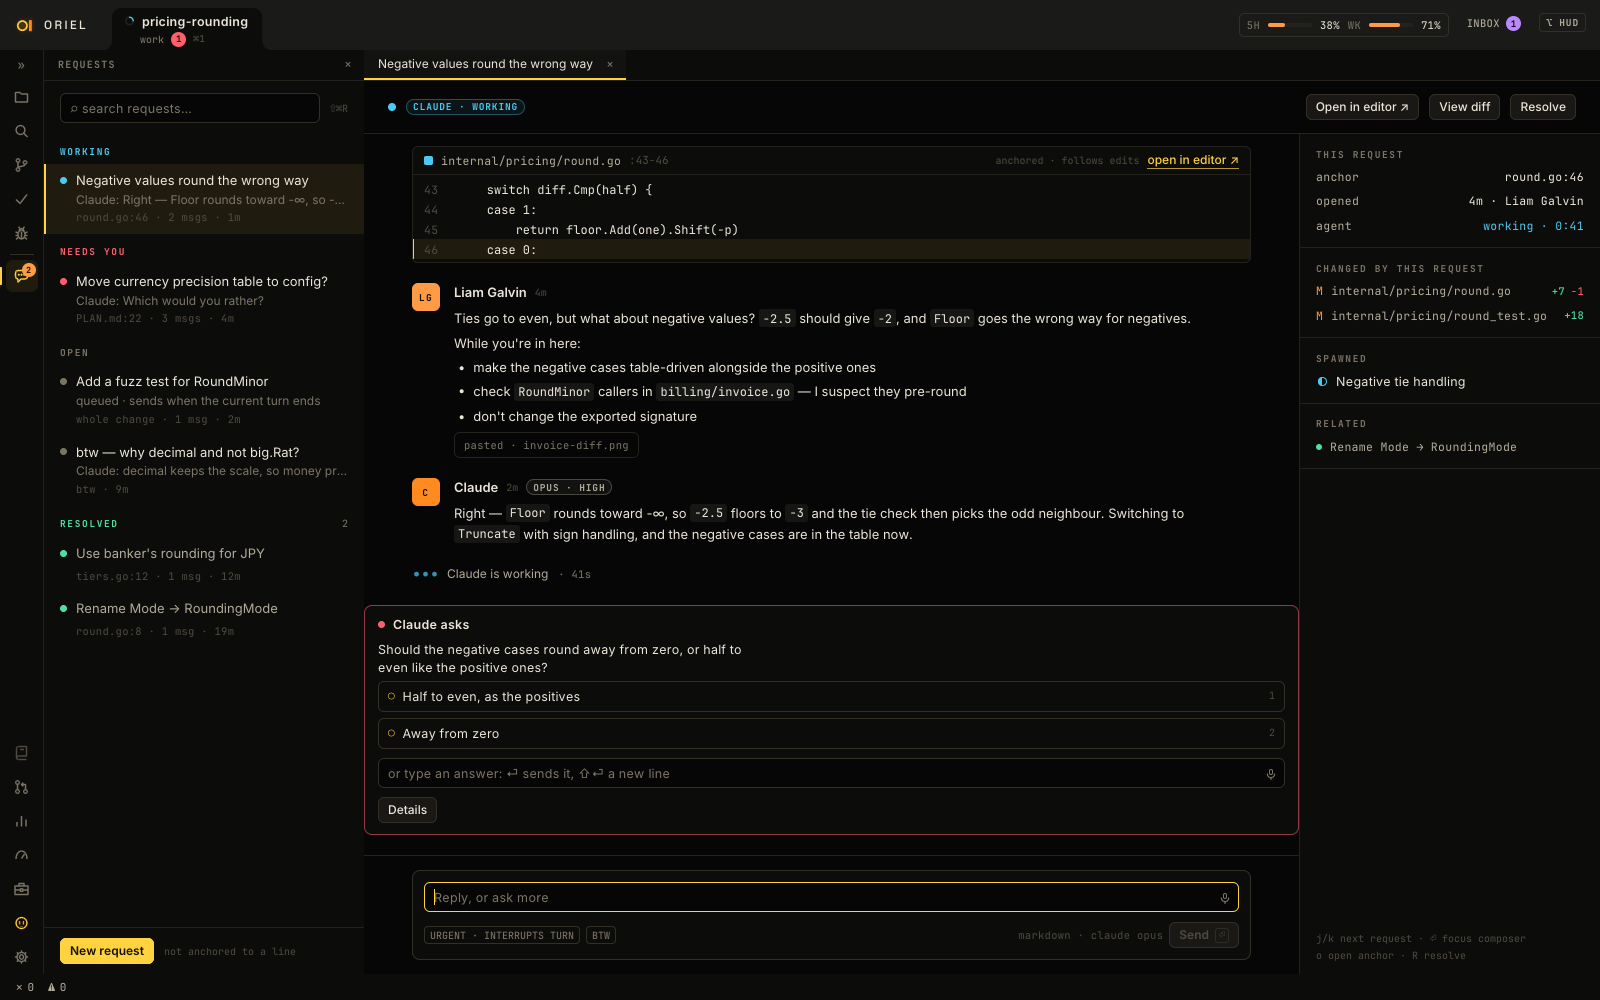 ORIEL
pricing-rounding
work 1 ⌘1
5H 38% WK 71%
INBOX 1
⌥ HUD
REQUESTS ×
search requests... ⇧⌘R
WORKING
Negative values round the wrong way
Claude: Right — Floor rounds toward -∞, so -...
round.go:46 · 2 msgs · 1m
NEEDS YOU
Move currency precision table to config?
Claude: Which would you rather?
PLAN.md:22 · 3 msgs · 4m
OPEN
Add a fuzz test for RoundMinor
queued · sends when the current turn ends
whole change · 1 msg · 2m
btw — why decimal and not big.Rat?
Claude: decimal keeps the scale, so money pr...
btw · 9m
RESOLVED 2
Use banker's rounding for JPY
tiers.go:12 · 1 msg · 12m
Rename Mode → RoundingMode
round.go:8 · 1 msg · 19m
New request not anchored to a line
2
× 0 0
Negative values round the wrong way ×
CLAUDE · WORKING
Open in editor ↗
View diff
Resolve
internal/pricing/round.go :43-46 anchored · follows edits open in editor ↗
43 switch diff.Cmp(half) {
44 case 1:
45 return floor.Add(one).Shift(-p)
46 case 0:
LG Liam Galvin 4m
Ties go to even, but what about negative values? -2.5 should give -2 , and Floor goes the wrong way for negatives.
While you're in here:
• make the negative cases table-driven alongside the positive ones
• check RoundMinor callers in billing/invoice.go — I suspect they pre-round
• don't change the exported signature
pasted · invoice-diff.png
C Claude 2m OPUS · HIGH
Right — Floor rounds toward -∞, so -2.5 floors to -3 and the tie check then picks the odd neighbour. Switching to
Truncate with sign handling, and the negative cases are in the table now.
Claude is working · 41s
Claude asks
Should the negative cases round away from zero, or half to
even like the positive ones?
Half to even, as the positives 1
Away from zero 2
or type an answer: ⏎ sends it, ⇧⏎ a new line
Details
Reply, or ask more
URGENT · INTERRUPTS TURN BTW markdown · claude opus Send ⏎
THIS REQUEST
anchor round.go:46
opened 4m · Liam Galvin
agent working · 0:41
CHANGED BY THIS REQUEST
M internal/pricing/round.go +7 -1
M internal/pricing/round_test.go +18
SPAWNED
Negative tie handling
RELATED
Rename Mode → RoundingMode
j/k next request · ⏎ focus composer
o open anchor · R resolve